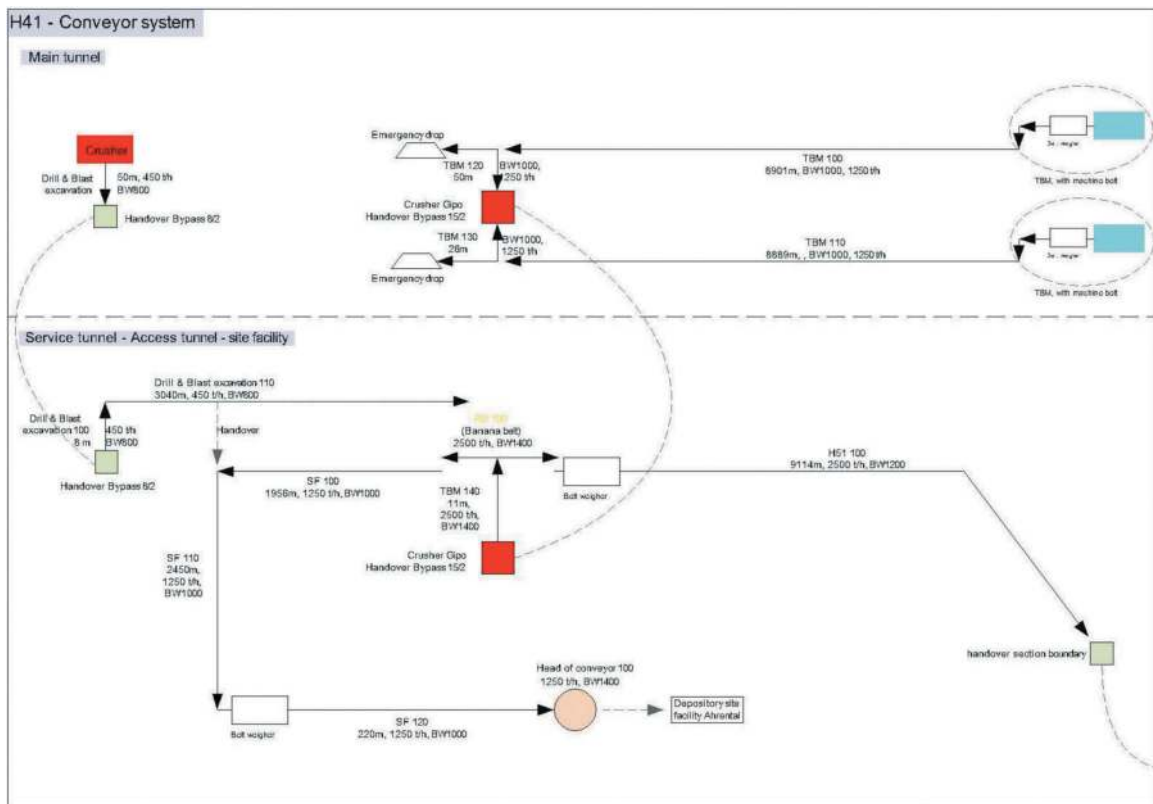 H41 - Conveyor system
Main tunnel
Crusher
Drill & Blast
excavation
50m, 450 t/h
BW800
Handover Bypass 8/2
Emergency drop
TBM 120
50m
BW1000,
1250 t/h
Crusher Gipo
Handover Bypass 15/2
TBM 130
26m
BW1000,
1250 t/h
Emergency drop
TBM 100
6901m, BW1000, 1250t/h
TBM, with machine belt
TBM 110
6669m, , BW1000, 1250t/h
TBM, with machine belt
Service tunnel - Access tunnel - site facility
Drill & Blast excavation 110
3040m, 450 t/h, BW800
Drill & Blast
excavation 100
8 m
450 t/h
BW800
Handover
Handover Bypass 8/2
(Banana belt)
2500 t/h, BW1400
SF 100
1956m, 1250 t/h, BW1000
TBM 140
11m,
2500 t/h,
BW1400
Belt weigher
H51 100
9114m, 2500 t/h, BW1200
Crusher Gipo
Handover Bypass 15/2
SF 110
2450m,
1250 t/h,
BW1000
handover section boundary
Head of conveyor 100
1250 t/h, BW1400
Depository site
facility Ahrental
Belt weigher
SF 120
220m, 1250 t/h, BW1000